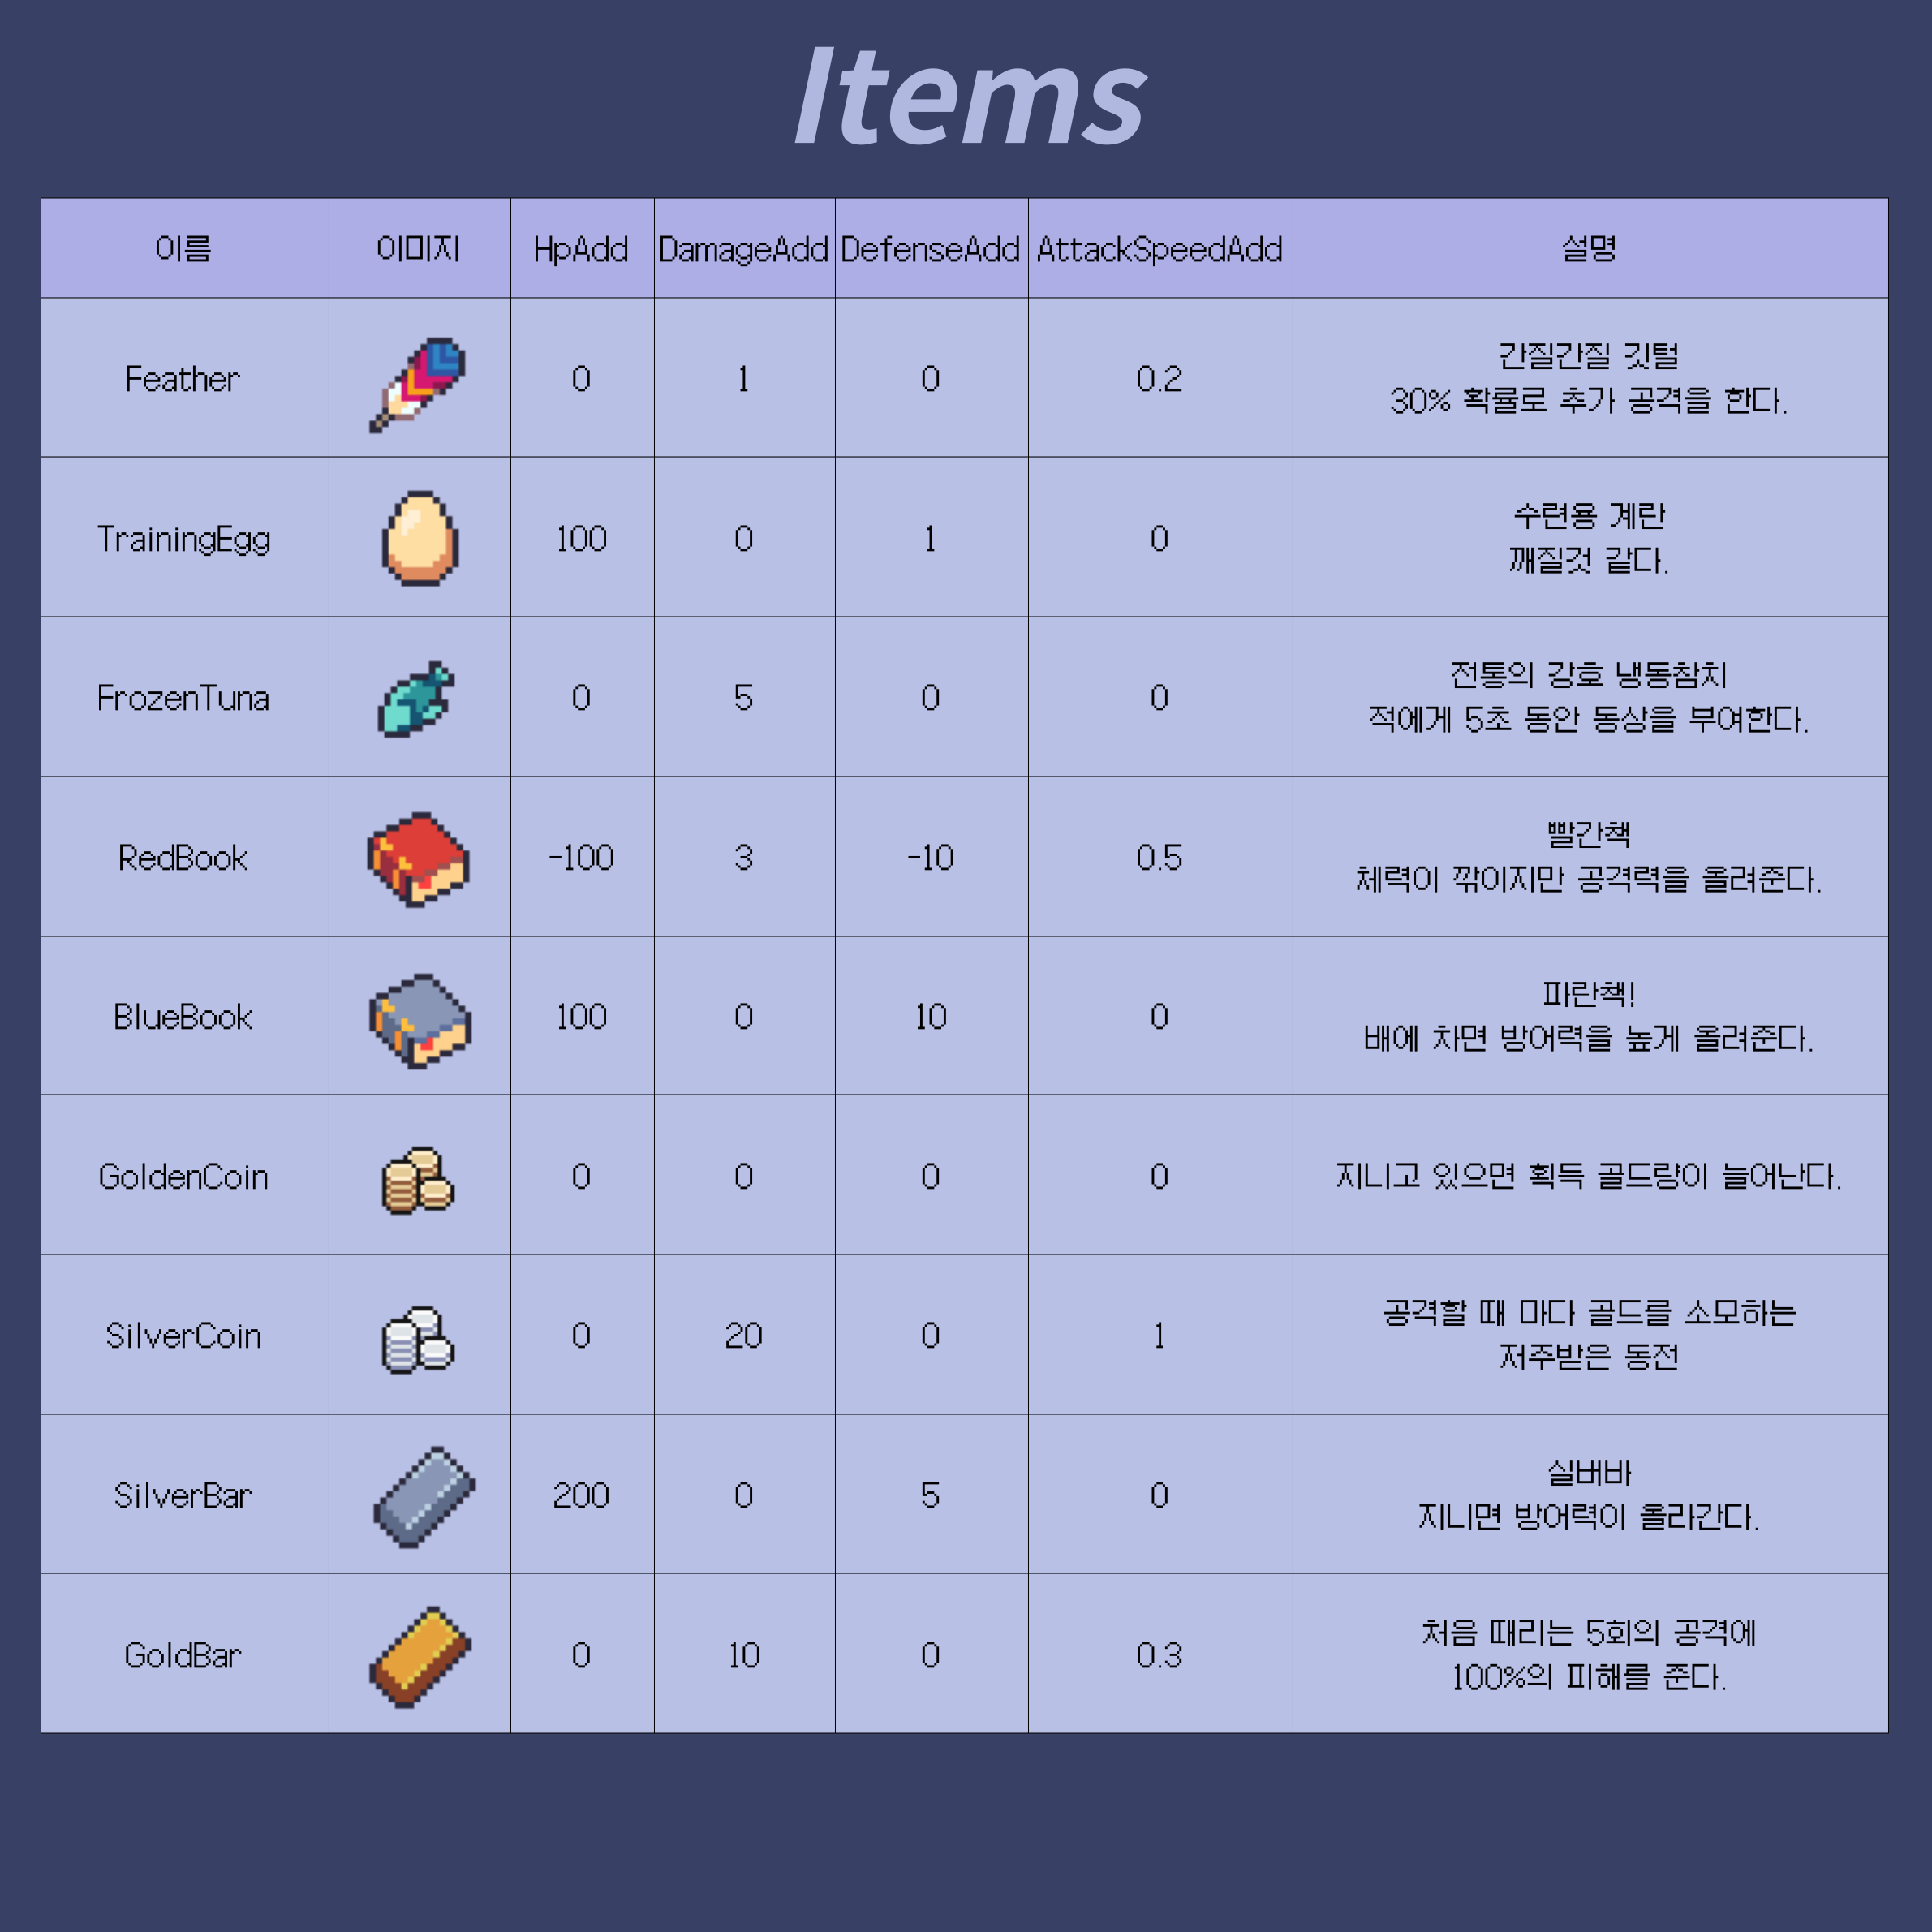 Items
이름 이미지 HpAdd DamageAdd DefenseAdd AttackSpeedAdd 설명
Feather 0 1 0 0.2 간질간질 깃털
30% 확률로 추가 공격을 한다.
TrainingEgg 100 0 1 0 수련용 계란
깨질것 같다.
FrozenTuna 0 5 0 0 전통의 강호 냉동참치
적에게 5초 동안 동상을 부여한다.
RedBook -100 3 -10 0.5 빨간책
체력이 깎이지만 공격력을 올려준다.
BlueBook 100 0 10 0 파란책!
배에 차면 방어력을 높게 올려준다.
GoldenCoin 0 0 0 0 지니고 있으면 획득 골드량이 늘어난다.
SilverCoin 0 20 0 1 공격할 때 마다 골드를 소모하는
저주받은 동전
SilverBar 200 0 5 0 실버바
지니면 방어력이 올라간다.
GoldBar 0 10 0 0.3 처음 때리는 5회의 공격에
100%의 피해를 준다.